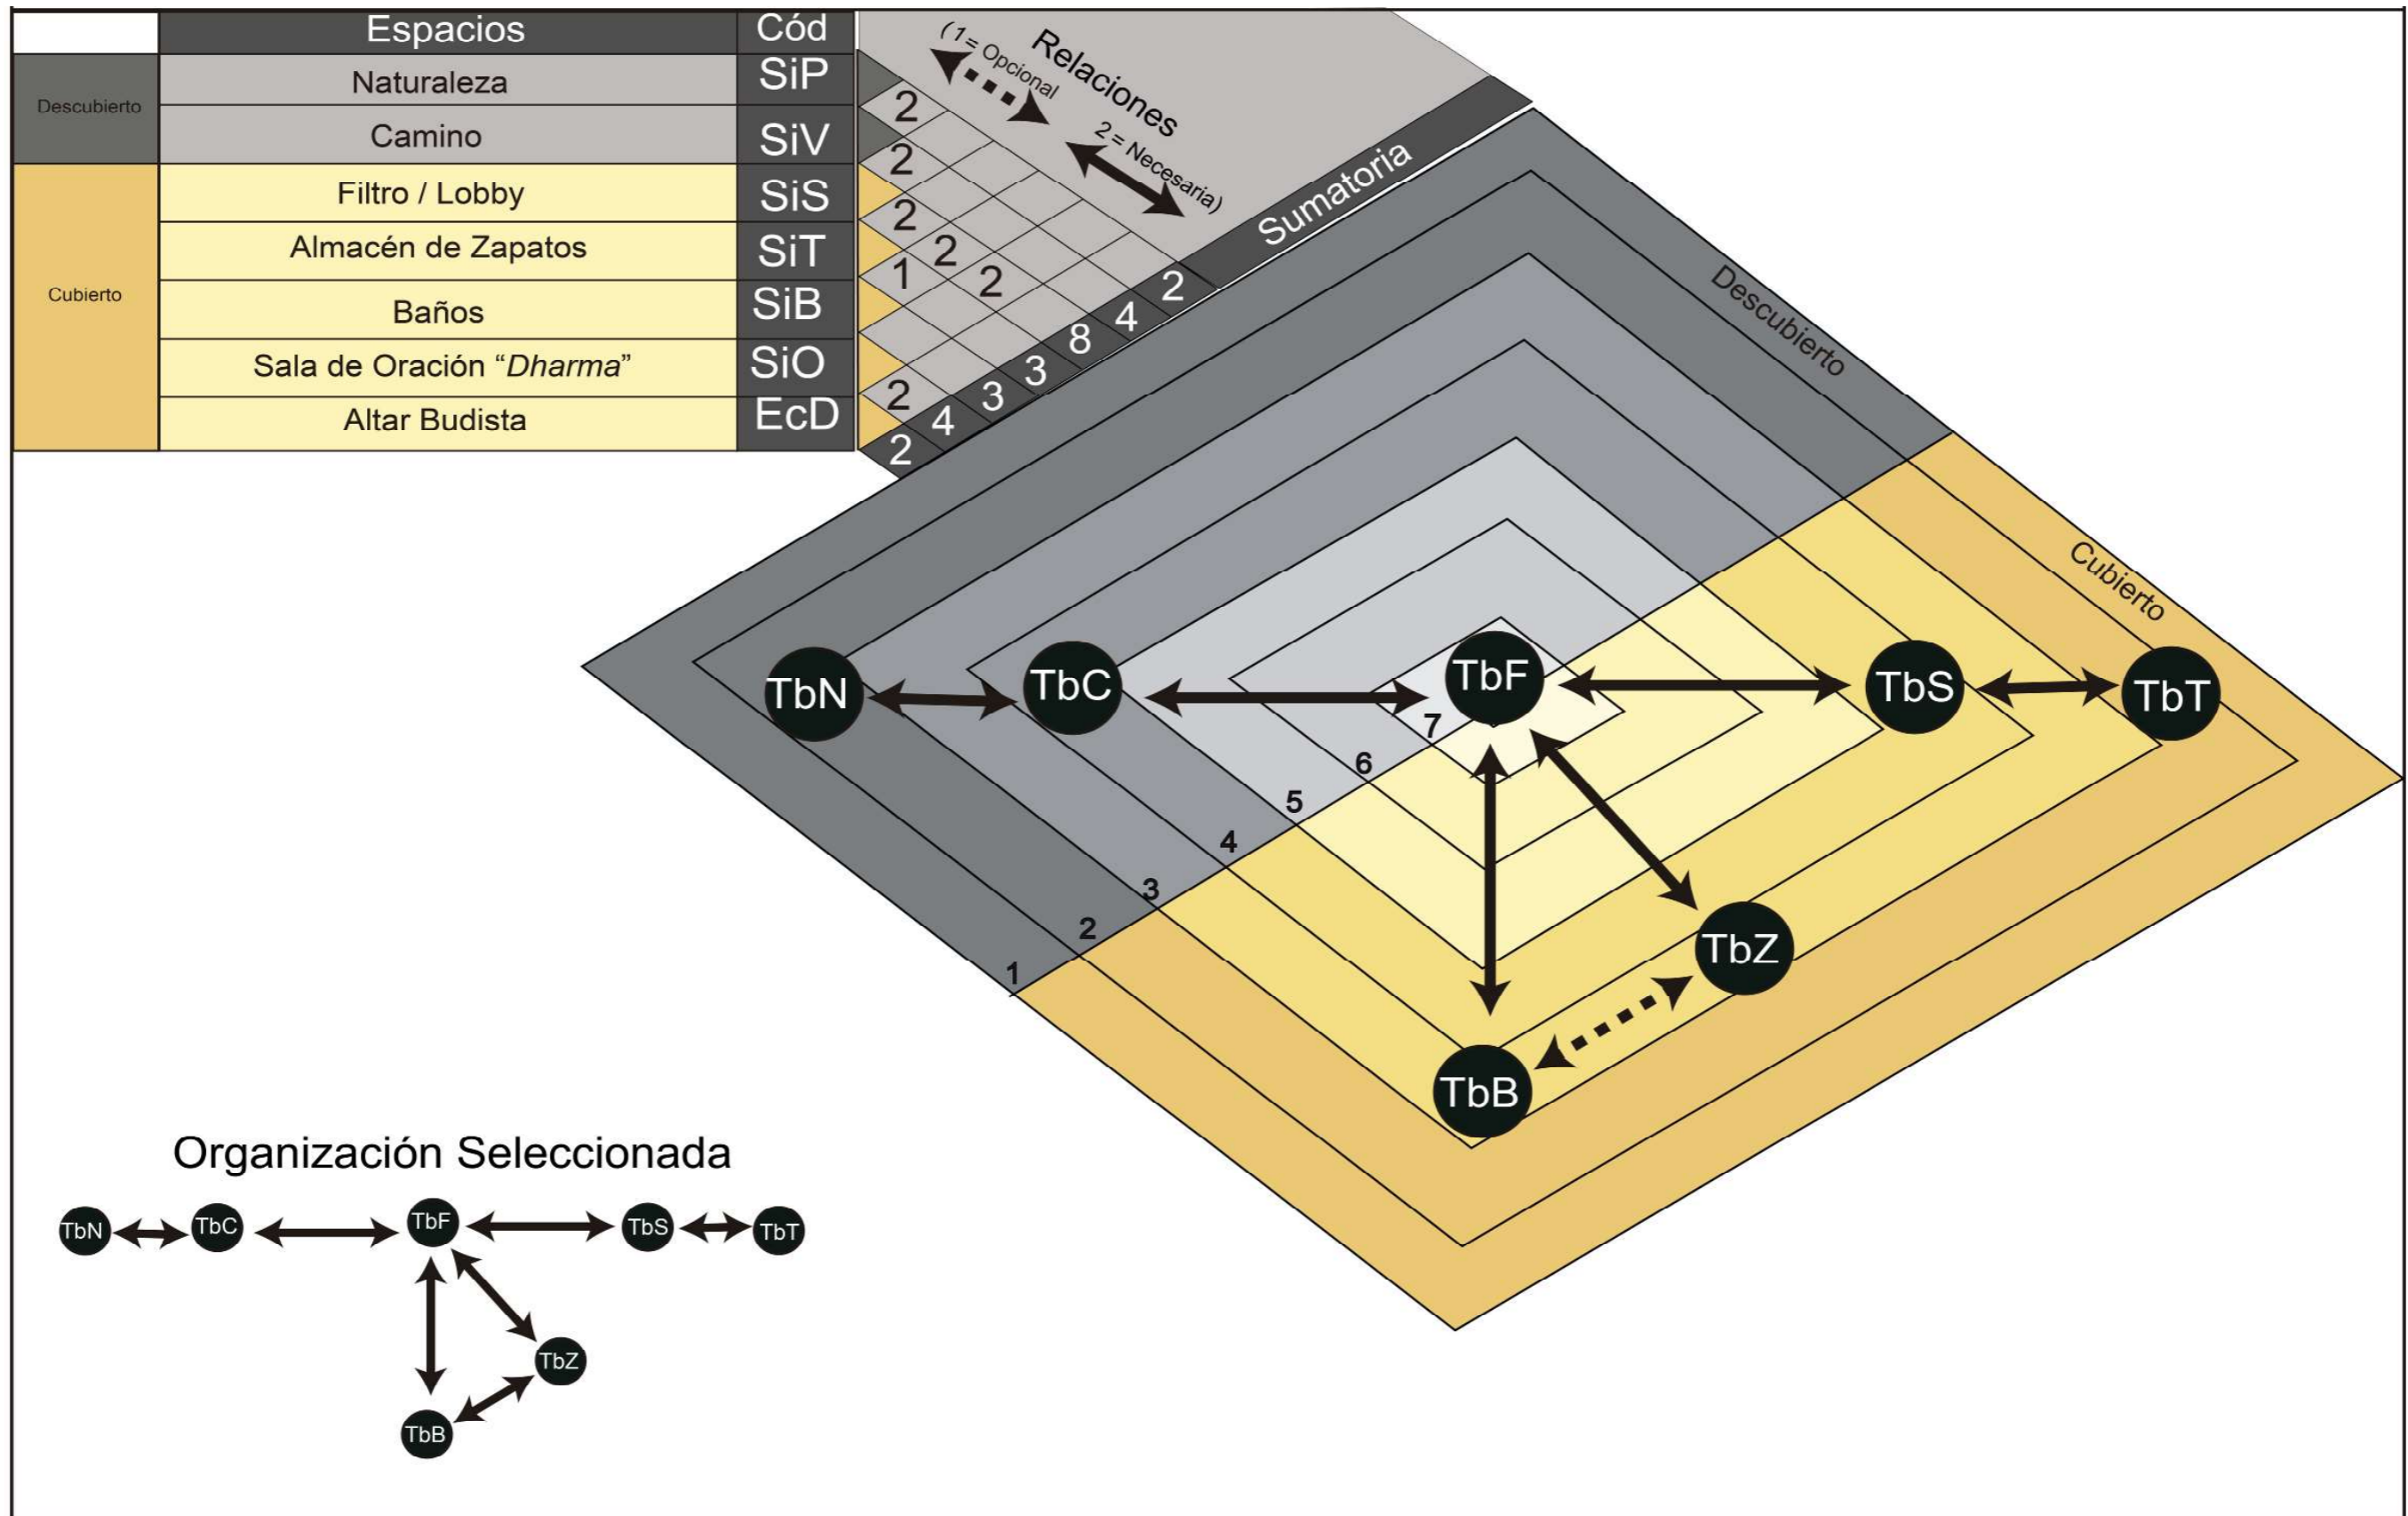 Espacios Cód
Descubierto
Naturaleza SiP
Camino SiV
Cubierto
Filtro / Lobby SiS
Almacén de Zapatos SiT
Baños SiB
Sala de Oración “Dharma” SiO
Altar Budista EcD
Relaciones
( 1= Opcional
2 = Necesaria)
Sumatoria
2
2
2
2
1
2
2
2
4
8
3
3
4
2
Descubierto
Cubierto
TbN
TbC
TbF
TbS
TbT
7
6
5
4
3
2
1
TbZ
TbB
Organización Seleccionada
TbN
TbC
TbF
TbS
TbT
TbZ
TbB